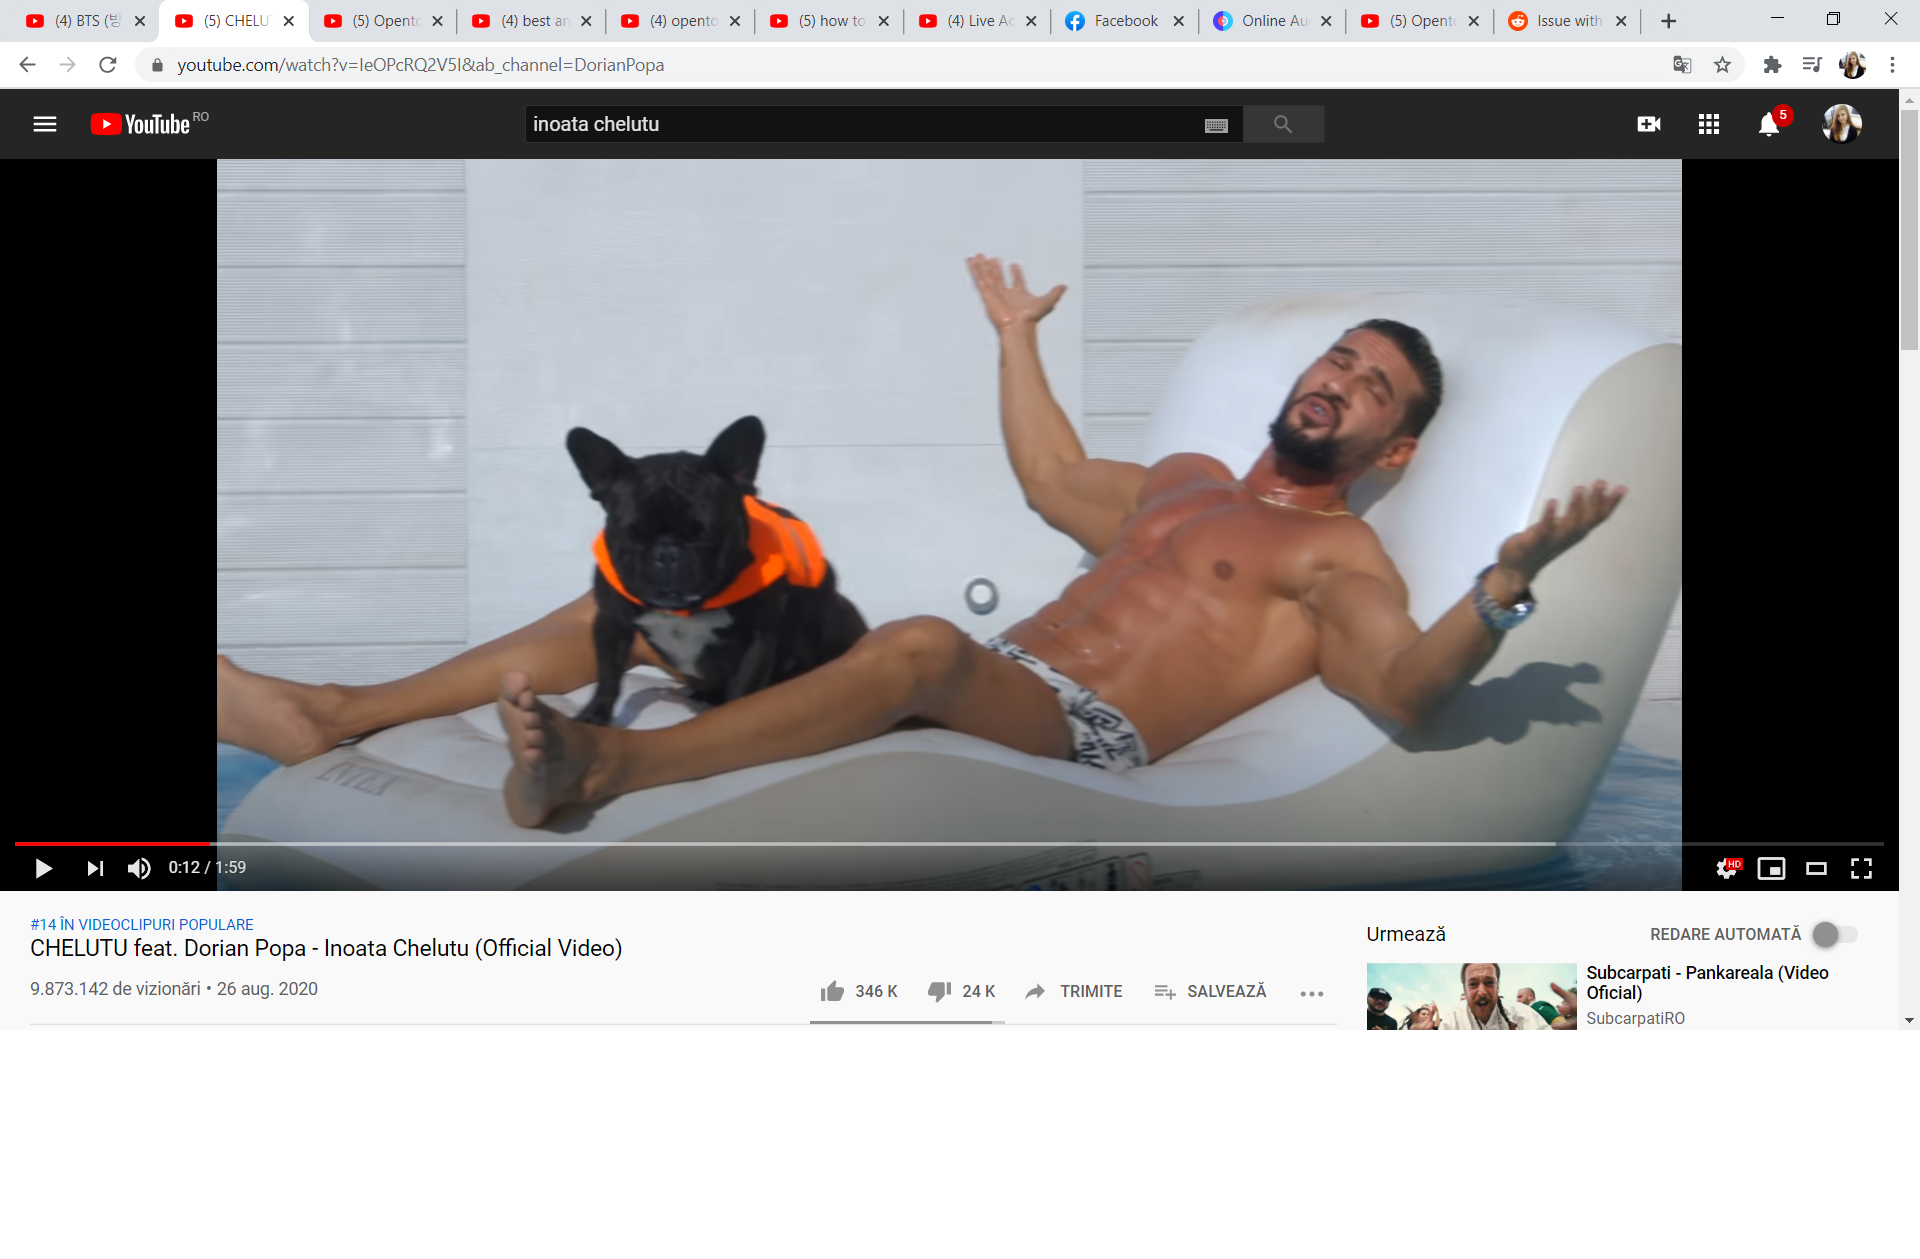 (4) BTS (방
(5) CHELU
(5) Opent
(4) best an
(4) opento
(5) how to
(4) Live Ac
Facebook
Online Au
(5) Opent
Issue with
youtube.com/watch?v=IeOPcRQ2V5I&ab_channel=DorianPopa
YouTube RO
inoata chelutu
5
INTEX
0:12 / 1:59
HD
#14 ÎN VIDEOCLIPURI POPULARE
CHELUTU feat. Dorian Popa - Inoata Chelutu (Official Video)
9.873.142 de vizionări • 26 aug. 2020
346 K
24 K
TRIMITE
SALVEAZĂ
Urmează
REDARE AUTOMATĂ
Subcarpati - Pankareala (Video
Oficial)
SubcarpatiRO